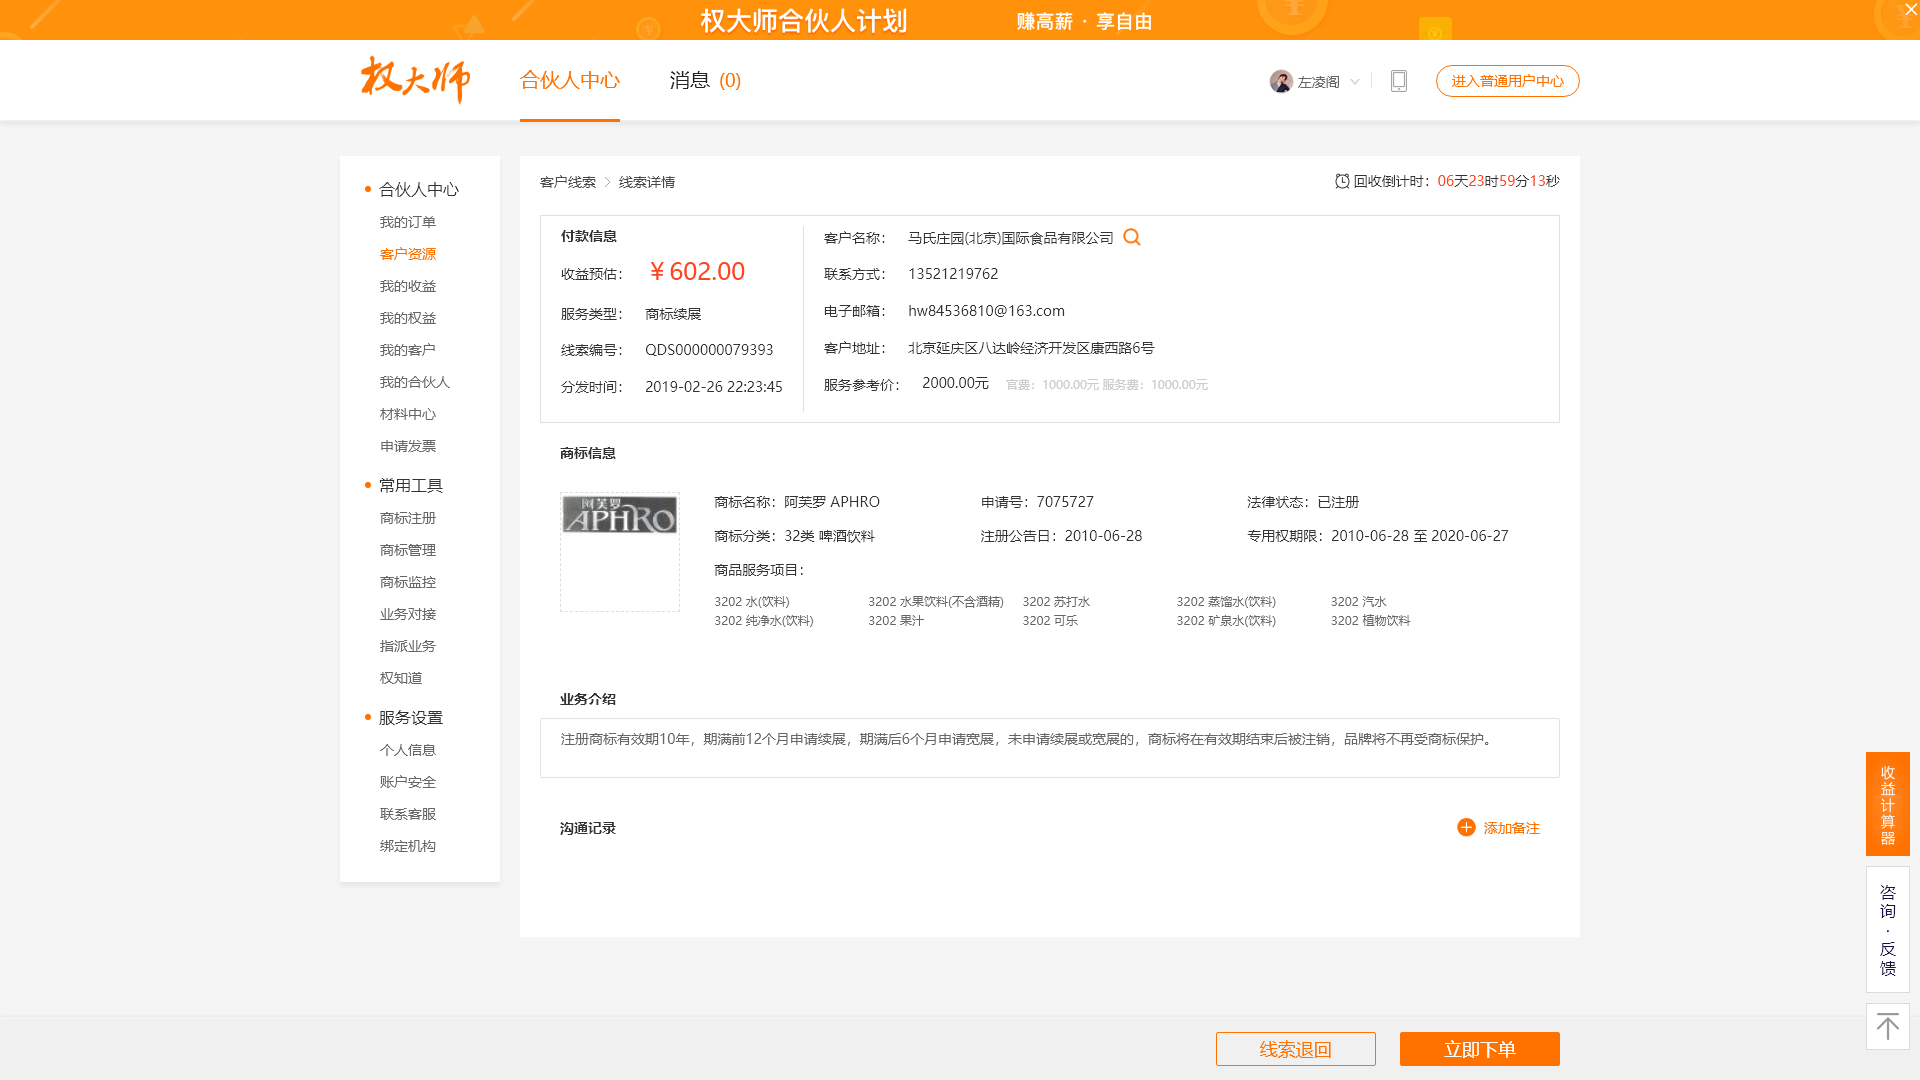 权大师合伙人计划 赚高薪 · 享自由
权大师 合伙人中心 消息 (0) 左凌阁 进入普通用户中心
合伙人中心
我的订单
客户资源
我的收益
我的权益
我的客户
我的合伙人
材料中心
申请发票
常用工具
商标注册
商标管理
商标监控
业务对接
指派业务
权知道
服务设置
个人信息
账户安全
联系客服
绑定机构
客户线索 > 线索详情 回收倒计时：06天23时59分13秒
付款信息
收益预估： ¥ 602.00
服务类型： 商标续展
线索编号： QDS000000079393
分发时间： 2019-02-26 22:23:45
客户名称： 马氏庄园(北京)国际食品有限公司
联系方式： 13521219762
电子邮箱： hw84536810@163.com
客户地址： 北京延庆区八达岭经济开发区康西路6号
服务参考价： 2000.00元 官费：1000.00元 服务费：1000.00元
商标信息
阿芙罗
APHRO
商标名称：阿芙罗 APHRO 申请号：7075727 法律状态：已注册
商标分类：32类 啤酒饮料 注册公告日：2010-06-28 专用权期限：2010-06-28 至 2020-06-27
商品服务项目：
3202 水(饮料) 3202 水果饮料(不含酒精) 3202 苏打水 3202 蒸馏水(饮料) 3202 汽水
3202 纯净水(饮料) 3202 果汁 3202 可乐 3202 矿泉水(饮料) 3202 植物饮料
业务介绍
注册商标有效期10年，期满前12个月申请续展，期满后6个月申请宽展，未申请续展或宽展的，商标将在有效期结束后被注销，品牌将不再受商标保护。
沟通记录 添加备注
收益计算器
咨询·反馈
线索退回 立即下单